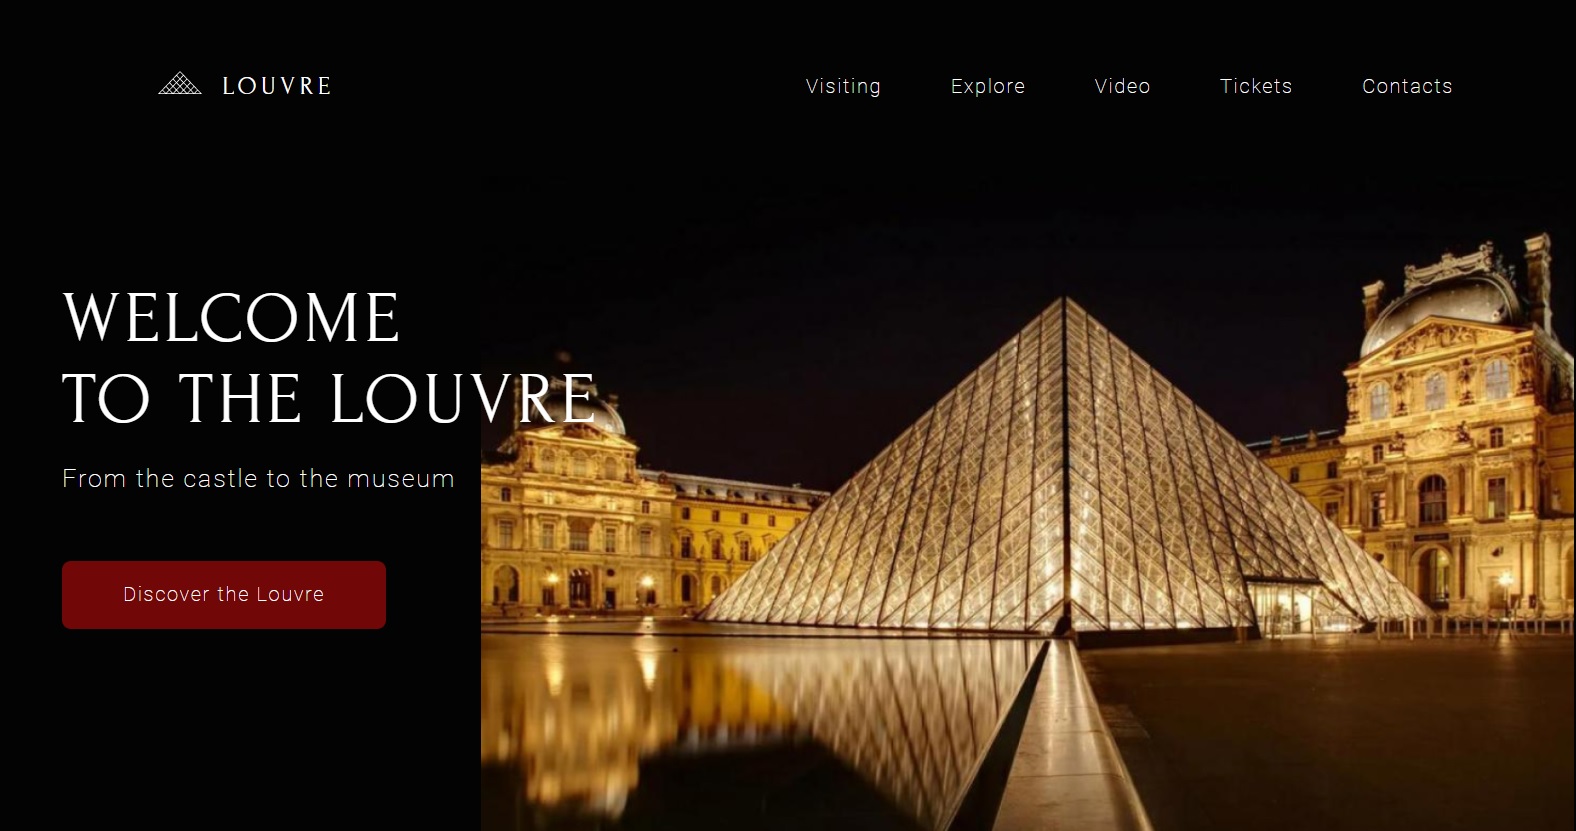 LOUVRE
Visiting Explore Video Tickets Contacts
WELCOME
TO THE LOUVRE
From the castle to the museum
Discover the Louvre